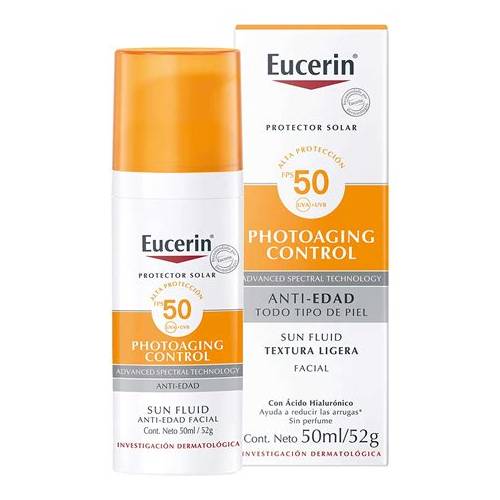 Eucerin
PROTECTOR SOLAR
ALTA PROTECCIÓN
FPS 50
UVA+UVB
PHOTOAGING
CONTROL
ADVANCED SPECTRAL TECHNOLOGY
ANTI-EDAD
SUN FLUID
ANTI-EDAD FACIAL
Cont. Neto 50ml / 52g
INVESTIGACIÓN DERMATOLÓGICA
Eucerin
PROTECTOR SOLAR
ALTA PROTECCIÓN
FPS 50
UVA+UVB
PHOTOAGING
CONTROL
ADVANCED SPECTRAL TECHNOLOGY
ANTI-EDAD
TODO TIPO DE PIEL
SUN FLUID
TEXTURA LIGERA
FACIAL
Con Ácido Hialurónico
Ayuda a reducir las arrugas*
Sin perfume
Cont. Neto 50ml/52g
INVESTIGACIÓN DERMATOLÓGICA